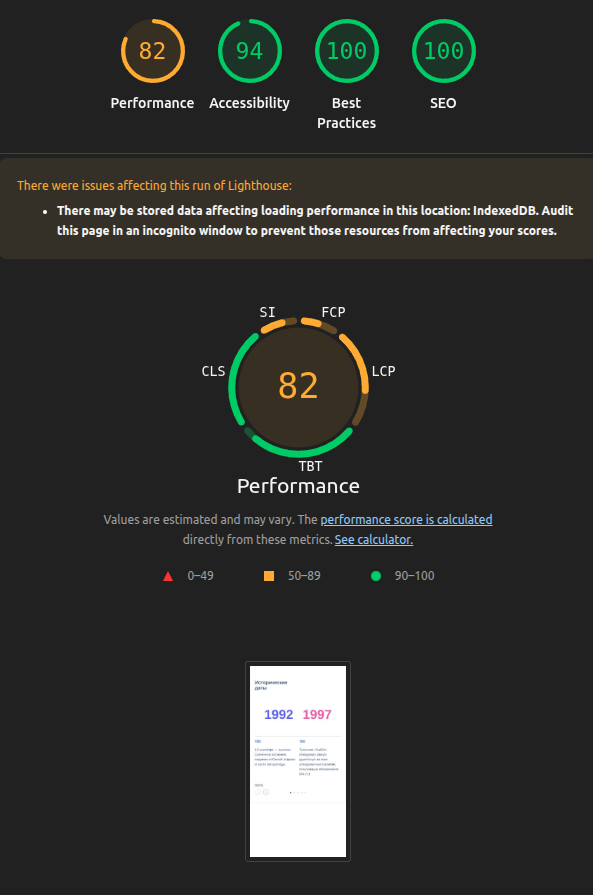 82
94
100
100
Performance
Accessibility
Best
Practices
SEO
There were issues affecting this run of Lighthouse:
There may be stored data affecting loading performance in this location: IndexedDB. Audit
this page in an incognito window to prevent those resources from affecting your scores.
SI
FCP
CLS
LCP
82
TBT
Performance
Values are estimated and may vary. The performance score is calculated
directly from these metrics. See calculator.
0–49
50–89
90–100
Исторические
даты
1992
1997